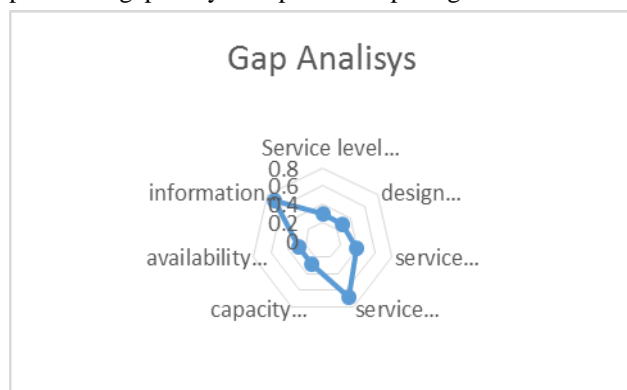 Gap Analisys
Service level...
0.8
0.6
0.4
0.2
0
information
design...
availability...
service...
capacity...
service...